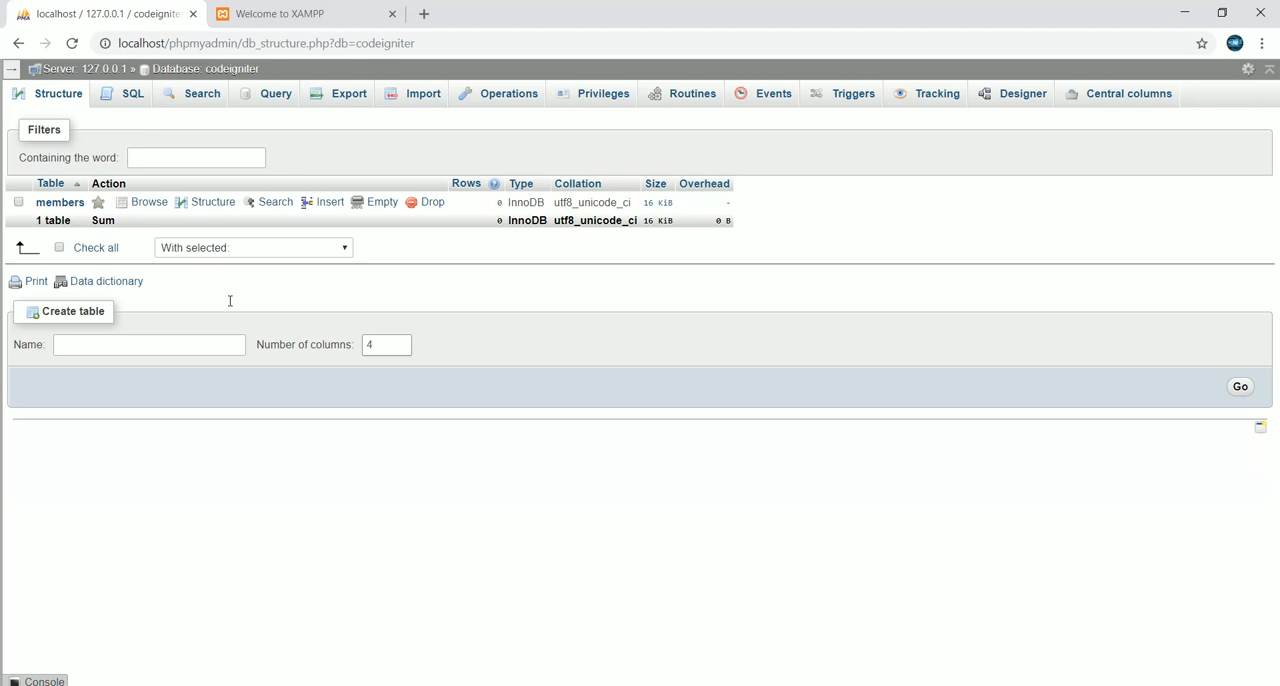 localhost / 127.0.0.1 / codeignite
Welcome to XAMPP
localhost/phpmyadmin/db_structure.php?db=codeigniter
Server: 127.0.0.1 » Database: codeigniter
Structure SQL Search Query Export Import Operations Privileges Routines Events Triggers Tracking Designer Central columns
Filters
Containing the word:
Table Action Rows Type Collation Size Overhead
members Browse Structure Search Insert Empty Drop 0 InnoDB utf8_unicode_ci 16 KiB -
1 table Sum 0 InnoDB utf8_unicode_ci 16 KiB 0 B
Check all With selected:
Print Data dictionary
Create table
Name: Number of columns: 4
Go
Console